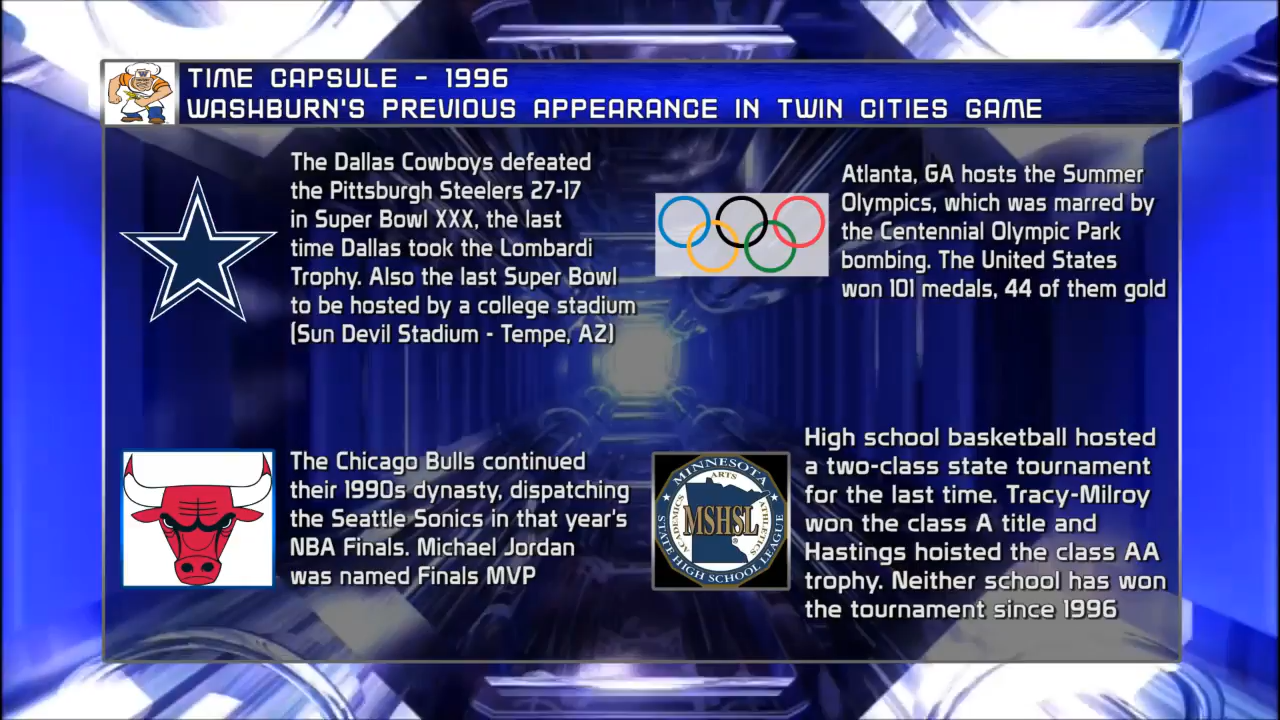 TIME CAPSULE - 1996
WASHBURN'S PREVIOUS APPEARANCE IN TWIN CITIES GAME
The Dallas Cowboys defeated
the Pittsburgh Steelers 27-17
in Super Bowl XXX, the last
time Dallas took the Lombardi
Trophy. Also the last Super Bowl
to be hosted by a college stadium
(Sun Devil Stadium - Tempe, AZ)
Atlanta, GA hosts the Summer
Olympics, which was marred by
the Centennial Olympic Park
bombing. The United States
won 101 medals, 44 of them gold
The Chicago Bulls continued
their 1990s dynasty, dispatching
the Seattle Sonics in that year's
NBA Finals. Michael Jordan
was named Finals MVP
MINNESOTA
STATE HIGH SCHOOL LEAGUE
ARTS
ACADEMICS
ATHLETICS
MSHSL
High school basketball hosted
a two-class state tournament
for the last time. Tracy-Milroy
won the class A title and
Hastings hoisted the class AA
trophy. Neither school has won
the tournament since 1996